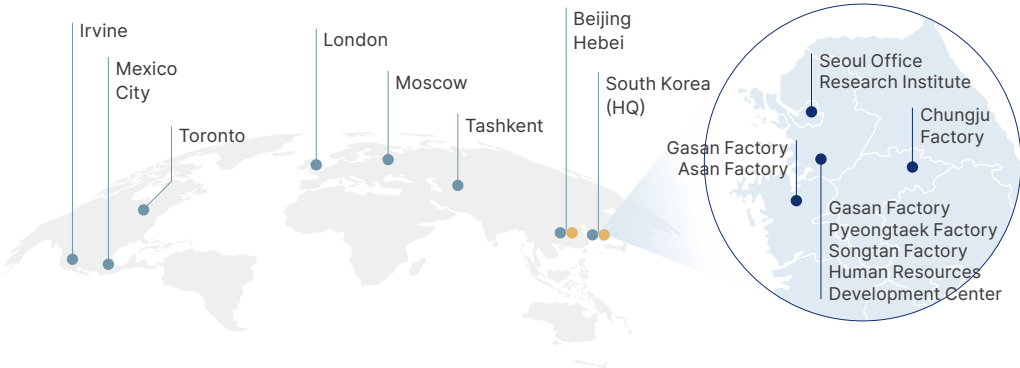 Irvine
Mexico
City
Toronto
London
Moscow
Tashkent
Beijing
Hebei
South Korea
(HQ)
Seoul Office
Research Institute
Chungju
Factory
Gasan Factory
Asan Factory
Gasan Factory
Pyeongtaek Factory
Songtan Factory
Human Resources
Development Center